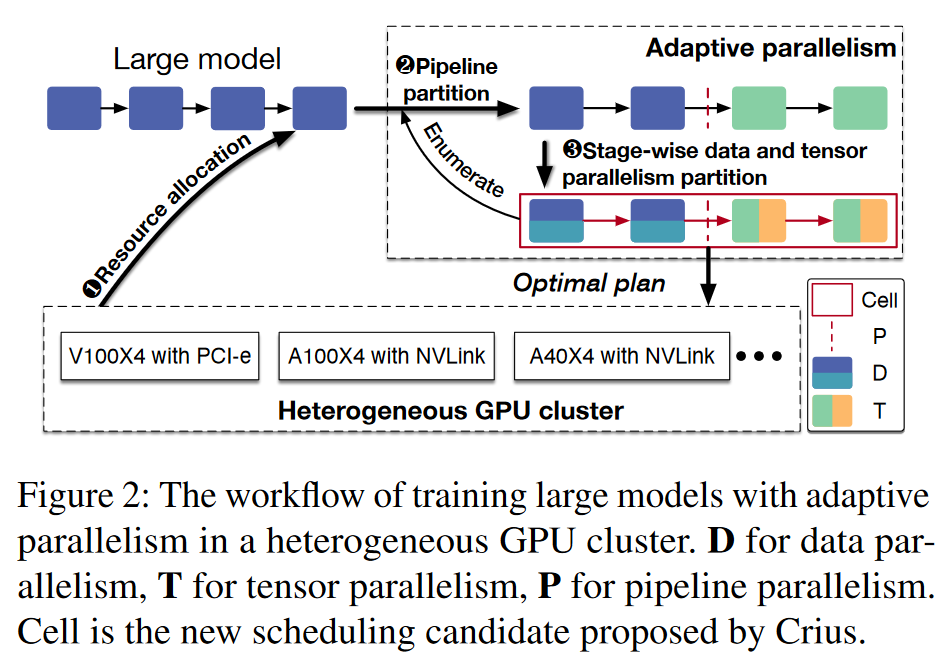 Large model
Adaptive parallelism
❷Pipeline
partition
Enumerate
❸Stage-wise data and tensor
parallelism partition
❶Resource allocation
Optimal plan
V100X4 with PCI-e
A100X4 with NVLink
A40X4 with NVLink
•••
Heterogeneous GPU cluster
Cell
P
D
T
Figure 2: The workflow of training large models with adaptive
parallelism in a heterogeneous GPU cluster. D for data par-
allelism, T for tensor parallelism, P for pipeline parallelism.
Cell is the new scheduling candidate proposed by Crius.